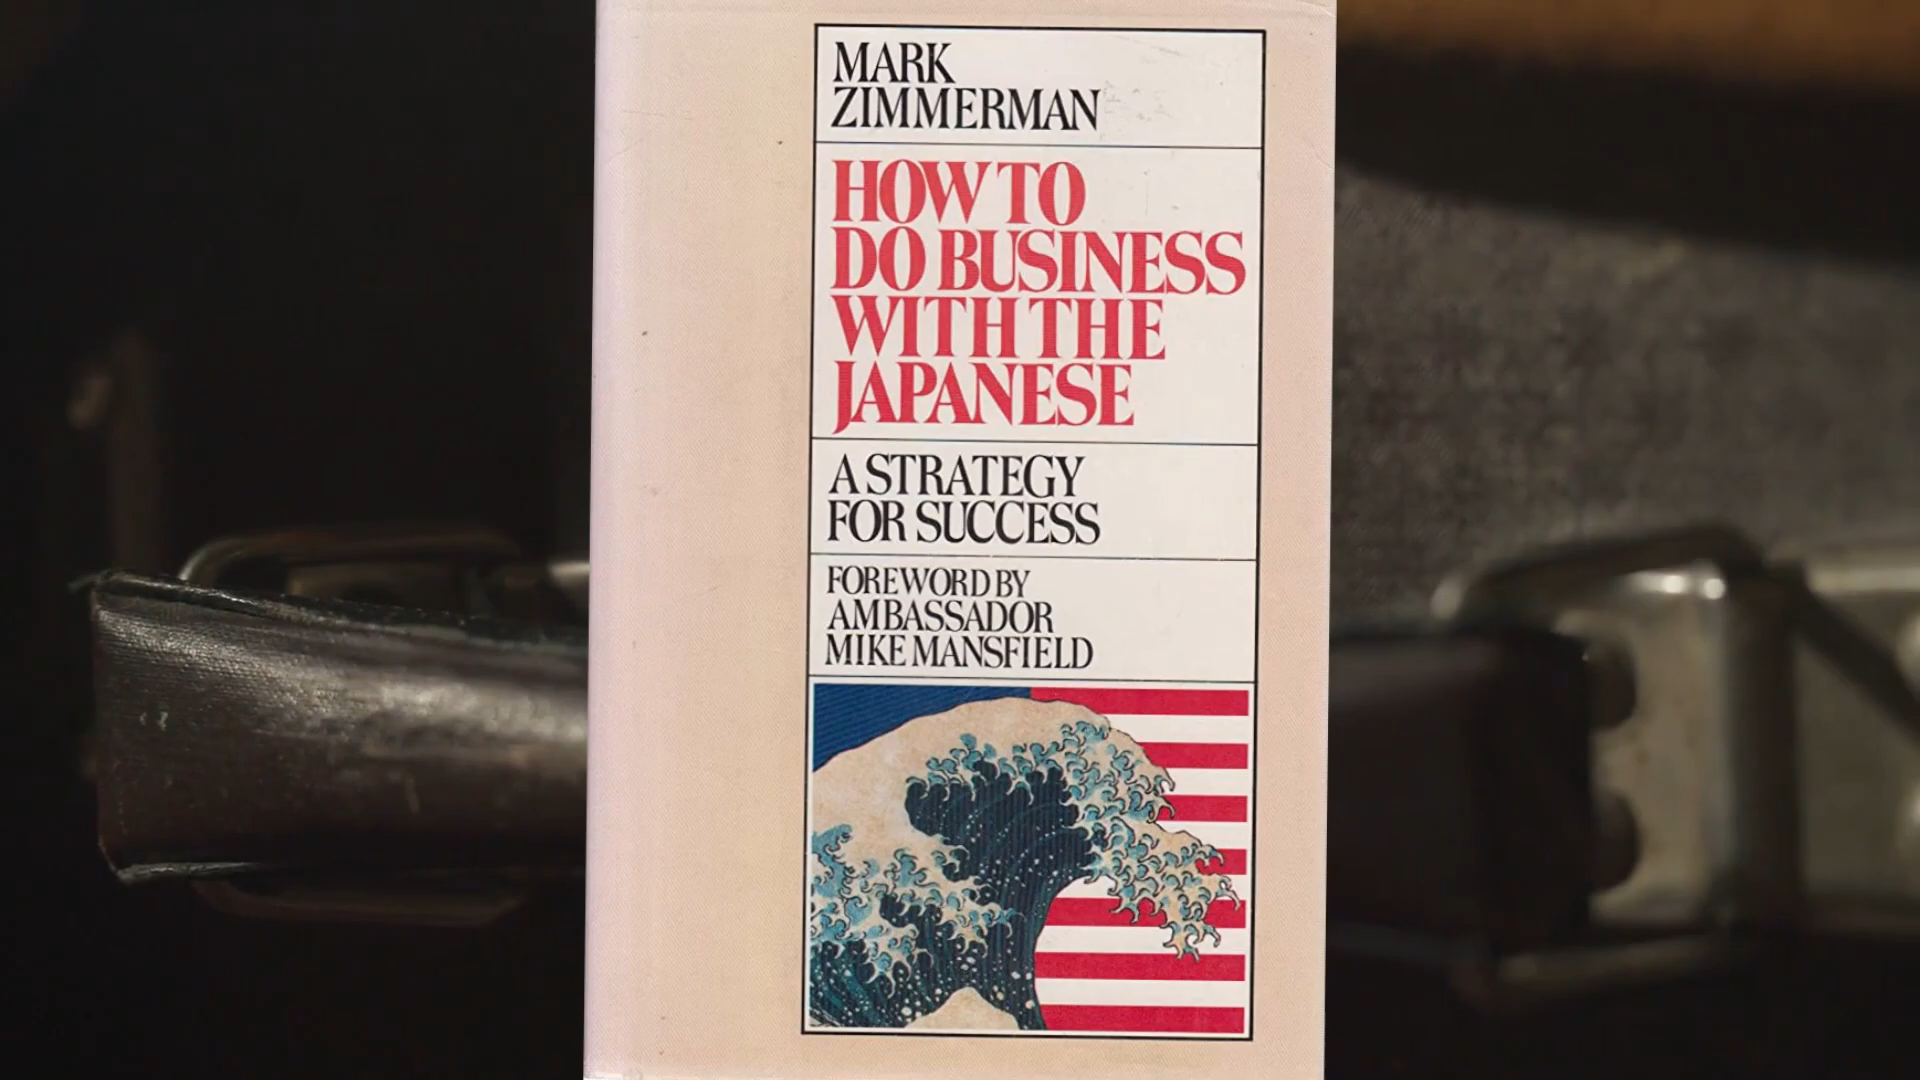 MARK
ZIMMERMAN
HOW TO
DO BUSINESS
WITH THE
JAPANESE
A STRATEGY
FOR SUCCESS
FOREWORD BY
AMBASSADOR
MIKE MANSFIELD